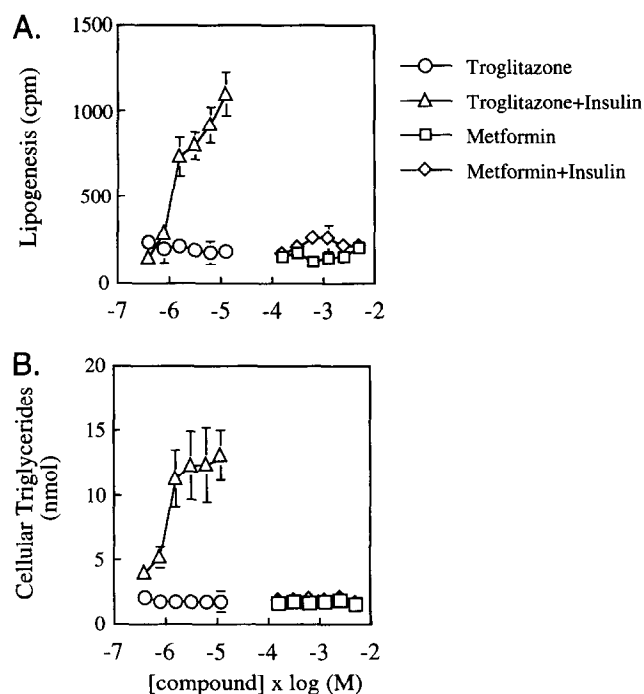 A.
1500
1000
500
0
Lipogenesis (cpm)
-7 -6 -5 -4 -3 -2
Troglitazone
Troglitazone+Insulin
Metformin
Metformin+Insulin
B.
20
15
10
5
0
Cellular Triglycerides
(nmol)
-7 -6 -5 -4 -3 -2
[compound] x log (M)